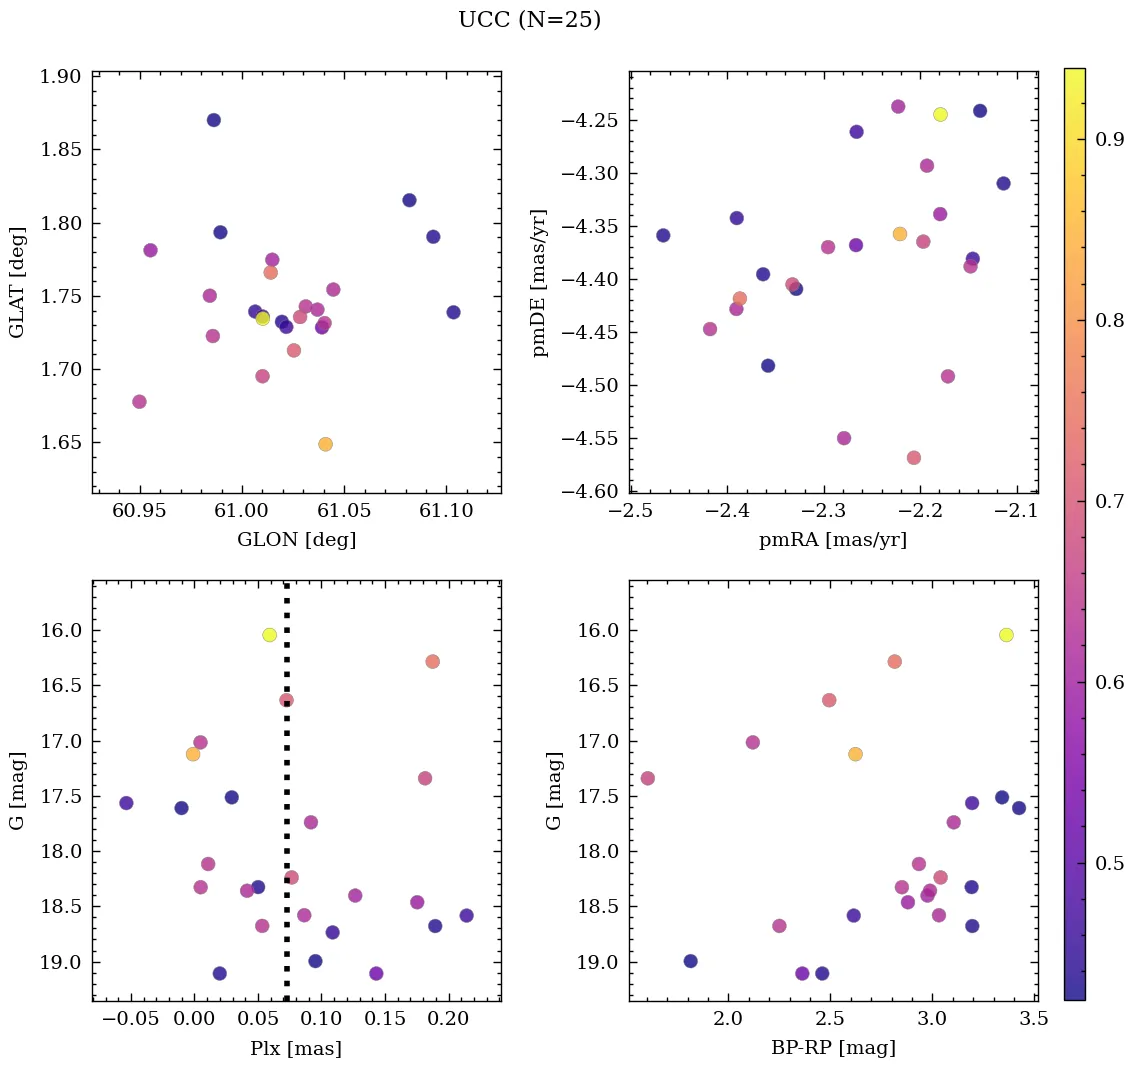 UCC (N=25)
1.90
1.85
1.80
1.75
1.70
1.65
GLAT [deg]
60.95 61.00 61.05 61.10
GLON [deg]
−4.25
−4.30
−4.35
−4.40
−4.45
−4.50
−4.55
−4.60
pmDE [mas/yr]
−2.5 −2.4 −2.3 −2.2 −2.1
pmRA [mas/yr]
16.0
16.5
17.0
17.5
18.0
18.5
19.0
G [mag]
−0.05 0.00 0.05 0.10 0.15 0.20
Plx [mas]
16.0
16.5
17.0
17.5
18.0
18.5
19.0
G [mag]
2.0 2.5 3.0 3.5
BP-RP [mag]
0.9
0.8
0.7
0.6
0.5